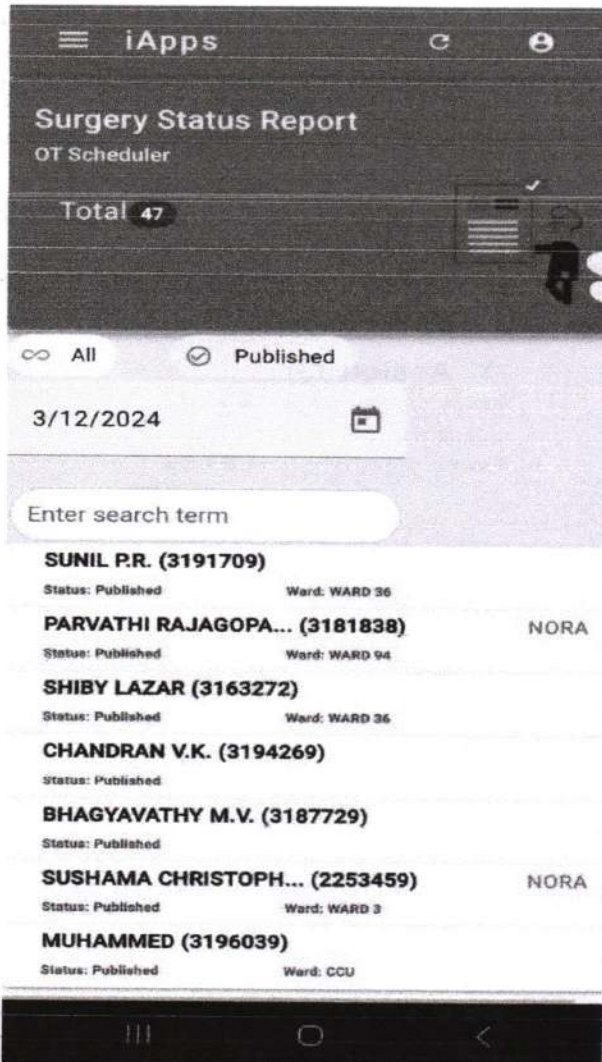 iApps
Surgery Status Report
OT Scheduler
Total 47
All Published
3/12/2024
Enter search term
SUNIL P.R. (3191709)
Status: Published Ward: WARD 36
PARVATHI RAJAGOPA... (3181838) NORA
Status: Published Ward: WARD 94
SHIBY LAZAR (3163272)
Status: Published Ward: WARD 36
CHANDRAN V.K. (3194269)
Status: Published
BHAGYAVATHY M.V. (3187729)
Status: Published
SUSHAMA CHRISTOPH... (2253459) NORA
Status: Published Ward: WARD 3
MUHAMMED (3196039)
Status: Published Ward: CCU